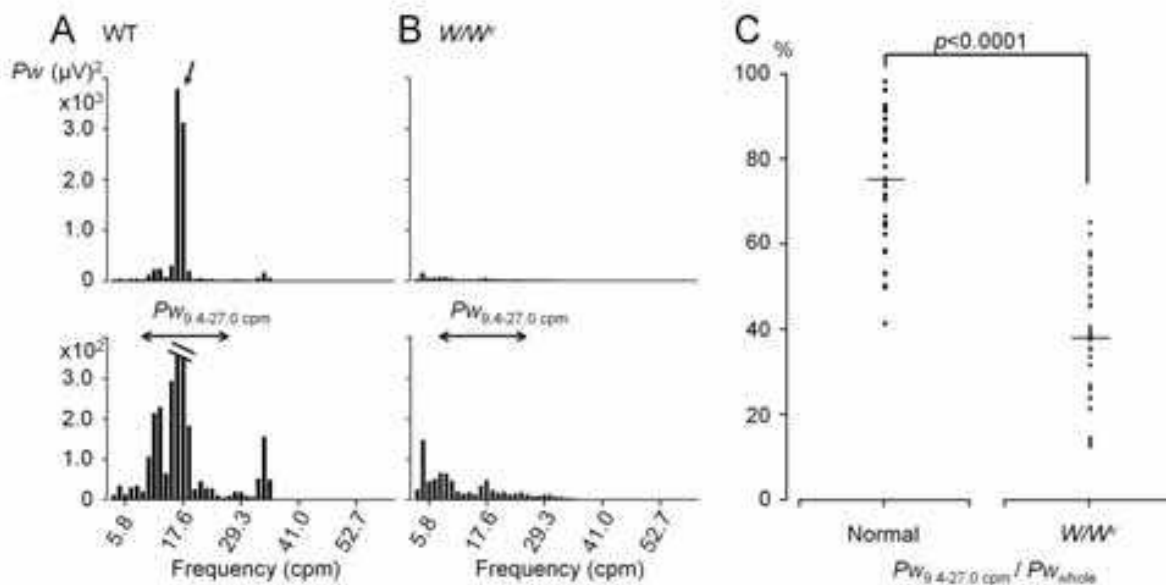 A WT
Pw (μV)²
x10³
3.0
2.0
1.0
0
Pw9.4-27.0 cpm
x10²
3.0
2.0
1.0
0
5.8 17.6 29.3 41.0 52.7
Frequency (cpm)
B W/Wv
Pw9.4-27.0 cpm
5.8 17.6 29.3 41.0 52.7
Frequency (cpm)
C
%
p<0.0001
100
80
60
40
20
0
Normal W/Wv
Pw9.4-27.0 cpm / Pwwhole